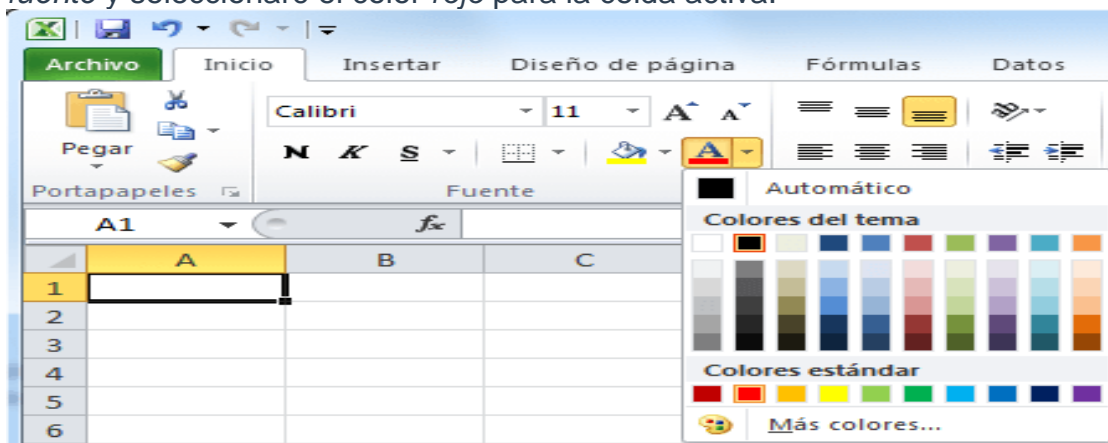 fuente y seleccionaré el color rojo para la celda activa.
Archivo Inicio Insertar Diseño de página Fórmulas Datos
Calibri 11 A A
Pegar N K S A
Portapapeles Fuente
Automático
A1 fx
Colores del tema
A B C
1
2
3
4
Colores estándar
5
6
Más colores...